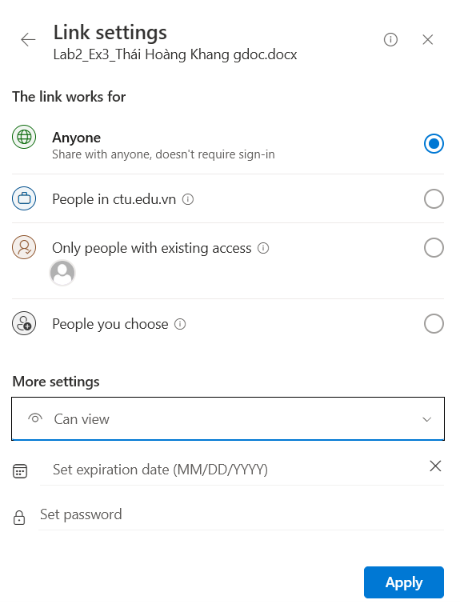 Link settings
Lab2_Ex3_Thái Hoàng Khang gdoc.docx
The link works for
Anyone
Share with anyone, doesn't require sign-in
People in ctu.edu.vn
Only people with existing access
People you choose
More settings
Can view
Set expiration date (MM/DD/YYYY)
Set password
Apply